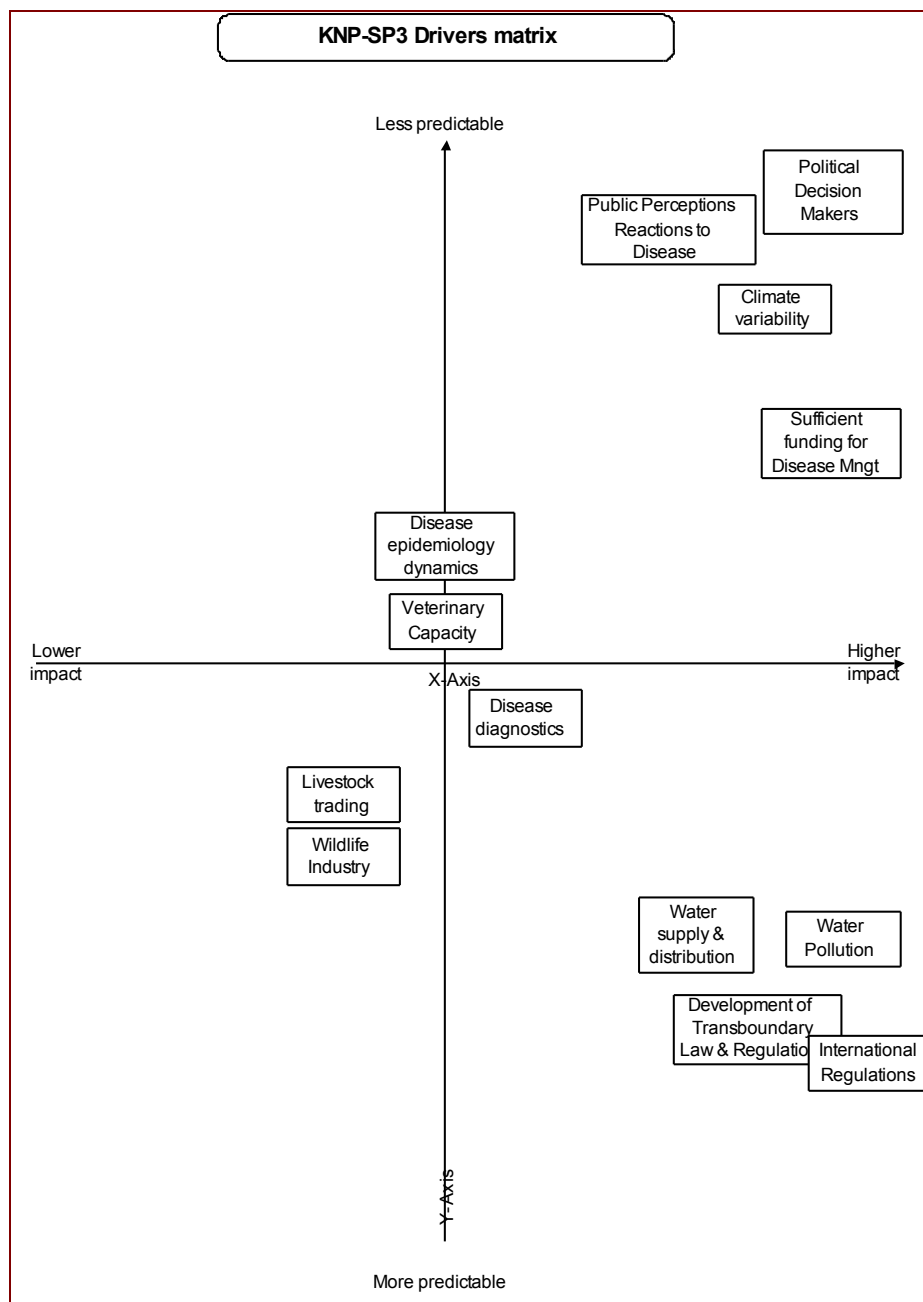 KNP-SP3 Drivers matrix
Less predictable
Political
Decision
Makers
Public Perceptions
Reactions to
Disease
Climate
variability
Sufficient
funding for
Disease Mngt
Disease
epidemiology
dynamics
Veterinary
Capacity
Lower
impact
Higher
impact
X-Axis
Disease
diagnostics
Livestock
trading
Wildlife
Industry
Water
supply &
distribution
Water
Pollution
Development of
Transboundary
Law & Regulatio
International
Regulations
Y-Axis
More predictable